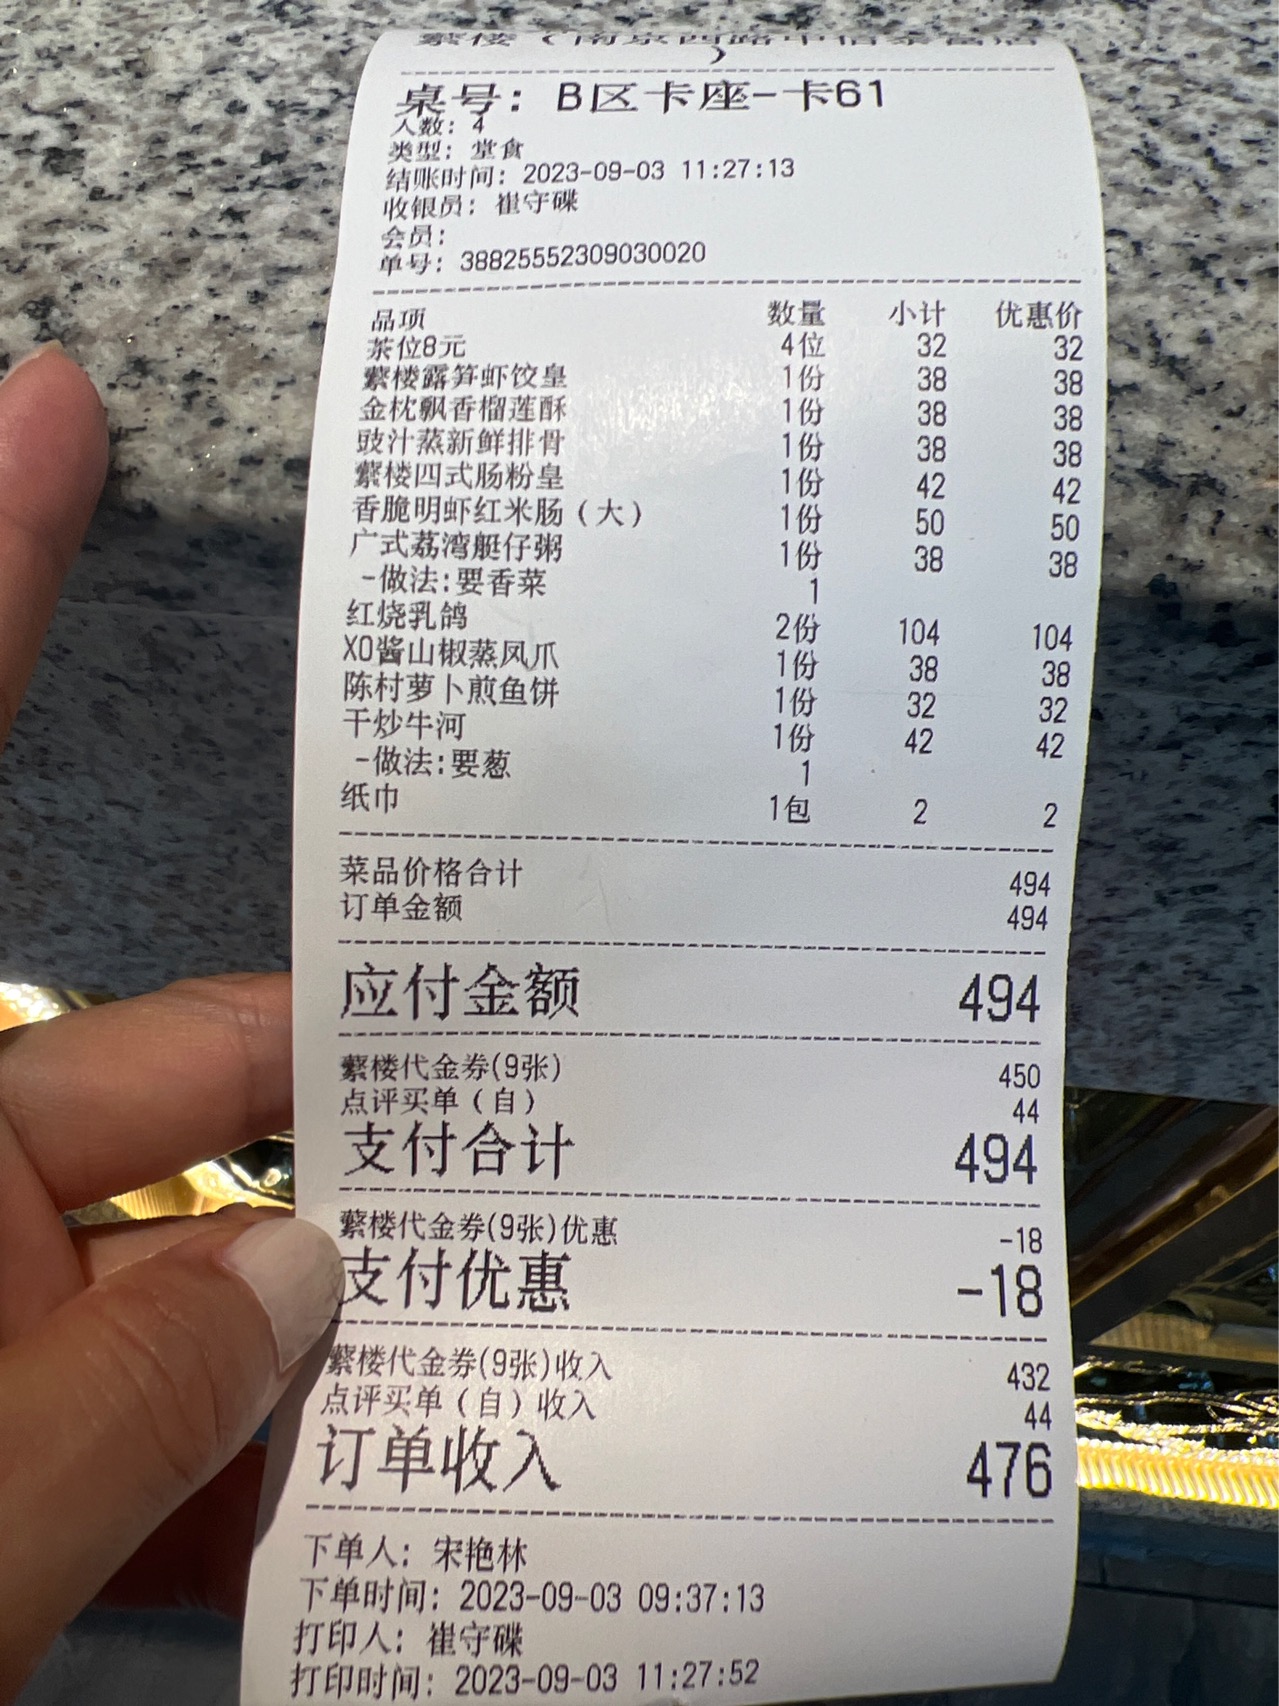 蘩楼（南京西路中信泰富店
）
桌号：B区卡座-卡61
人数：4
类型：堂食
结账时间：2023-09-03 11:27:13
收银员：崔守碟
会员：
单号：38825552309030020
品项 数量 小计 优惠价
茶位8元 4位 32 32
蘩楼露笋虾饺皇 1份 38 38
金枕飘香榴莲酥 1份 38 38
豉汁蒸新鲜排骨 1份 38 38
蘩楼四式肠粉皇 1份 42 42
香脆明虾红米肠（大） 1份 50 50
广式荔湾艇仔粥 1份 38 38
-做法:要香菜 1
红烧乳鸽 2份 104 104
XO酱山椒蒸凤爪 1份 38 38
陈村萝卜煎鱼饼 1份 32 32
干炒牛河 1份 42 42
-做法:要葱 1
纸巾 1包 2 2
菜品价格合计 494
订单金额 494
应付金额 494
蘩楼代金券(9张) 450
点评买单（自） 44
支付合计 494
蘩楼代金券(9张)优惠 -18
支付优惠 -18
蘩楼代金券(9张)收入 432
点评买单（自）收入 44
订单收入 476
下单人：宋艳林
下单时间：2023-09-03 09:37:13
打印人：崔守碟
打印时间：2023-09-03 11:27:52